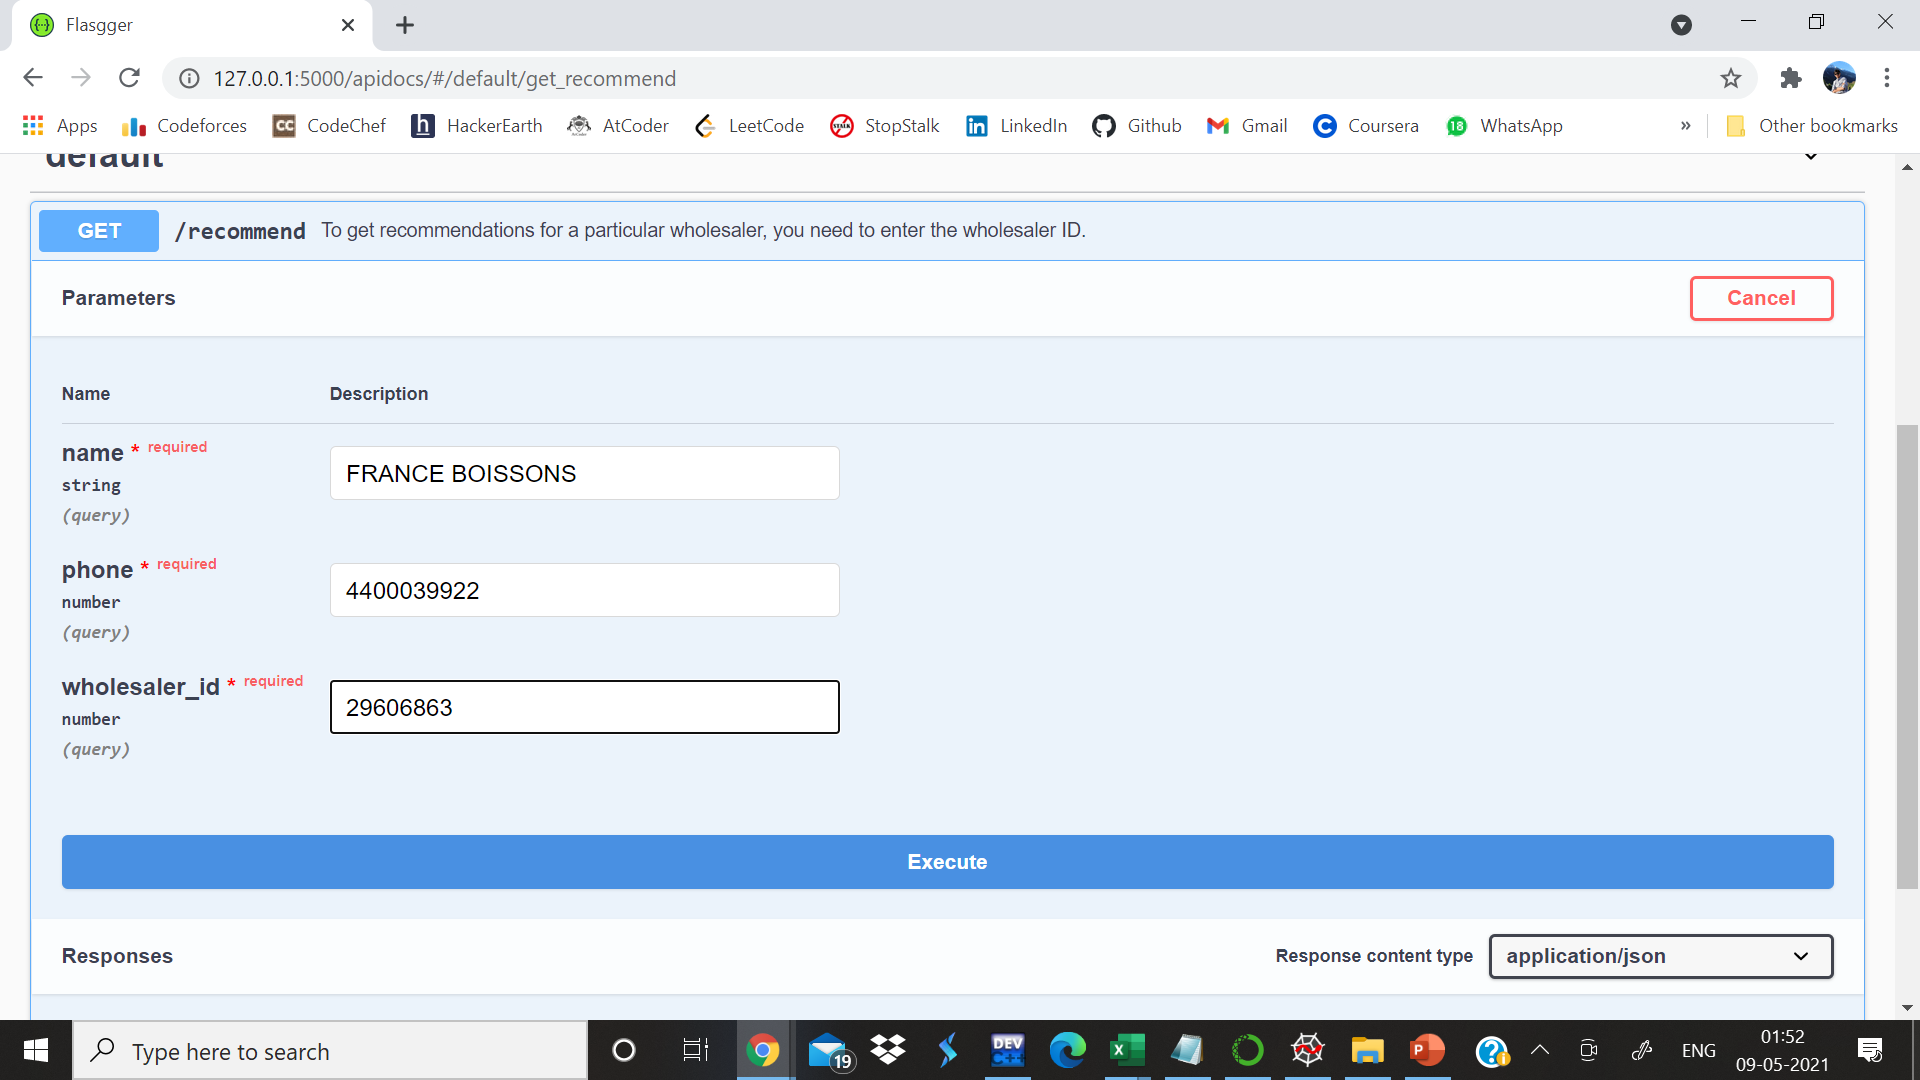 Flasgger
127.0.0.1:5000/apidocs/#/default/get_recommend
Apps Codeforces CC CodeChef h HackerEarth AtCoder LeetCode StopStalk in LinkedIn Github Gmail Coursera 18 WhatsApp » Other bookmarks
default
GET /recommend To get recommendations for a particular wholesaler, you need to enter the wholesaler ID.
Parameters Cancel
Name Description
name * required
string
(query)
FRANCE BOISSONS
phone * required
number
(query)
4400039922
wholesaler_id * required
number
(query)
29606863
Execute
Responses Response content type application/json
Type here to search 19 DEV C++ X P ENG 01:52
09-05-2021